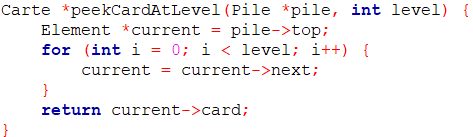 Carte *peekCardAtLevel(Pile *pile, int level) {
    Element *current = pile->top;
    for (int i = 0; i < level; i++) {
        current = current->next;
    }
    return current->card;
}